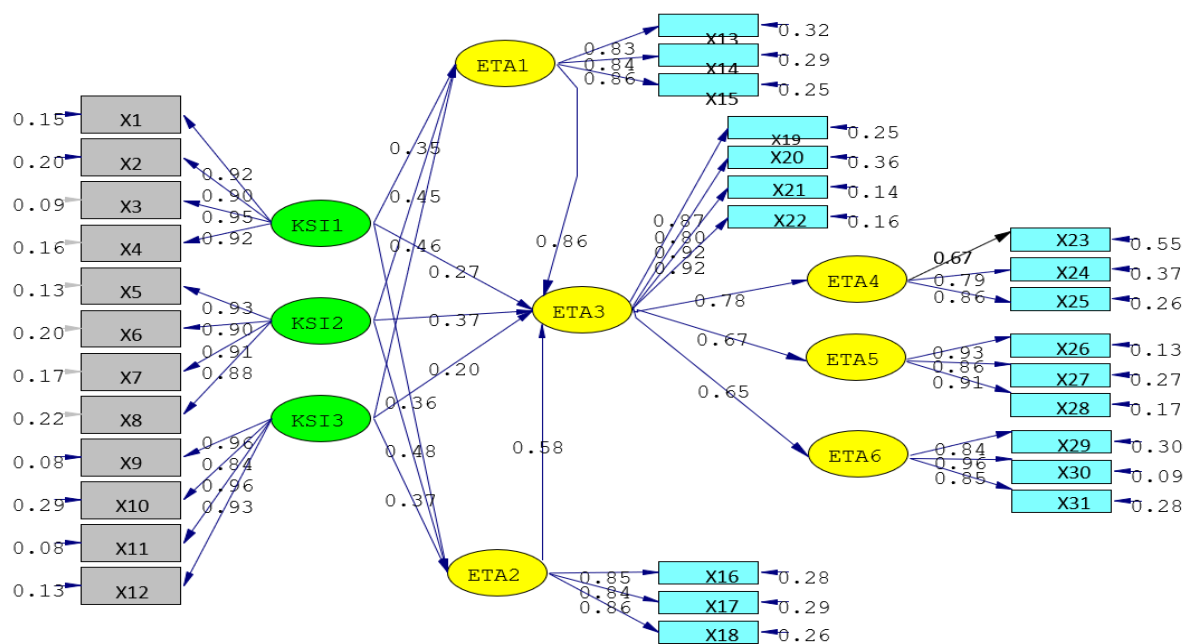 0.15 X1
0.20 X2
0.09 X3
0.16 X4
0.13 X5
0.20 X6
0.17 X7
0.22 X8
0.08 X9
0.29 X10
0.08 X11
0.13 X12
0.92
0.90
0.95
0.92
0.93
0.90
0.91
0.88
0.96
0.84
0.96
0.93
KSI1
KSI2
KSI3
0.35
0.45
0.46
0.27
0.37
0.20
0.36
0.48
0.37
ETA1
0.86
ETA3
0.58
ETA2
0.83
0.84
0.86
X13 0.32
X14 0.29
X15 0.25
0.87
0.80
0.92
0.92
X19 0.25
X20 0.36
X21 0.14
X22 0.16
0.78
0.67
0.65
ETA4
ETA5
ETA6
0.67
0.79
0.86
X23 0.55
X24 0.37
X25 0.26
0.93
0.86
0.91
X26 0.13
X27 0.27
X28 0.17
0.84
0.96
0.85
X29 0.30
X30 0.09
X31 0.28
0.85
0.84
0.86
X16 0.28
X17 0.29
X18 0.26